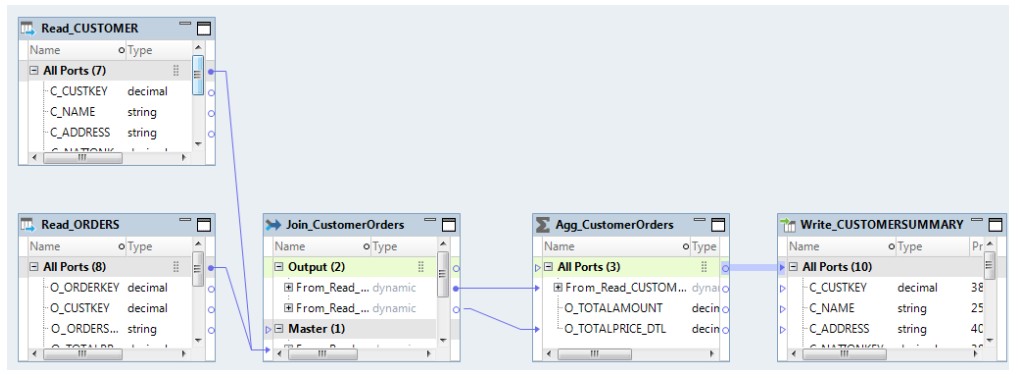 Read_CUSTOMER
Name Type
All Ports (7)
C_CUSTKEY decimal
C_NAME string
C_ADDRESS string
Read_ORDERS
Name Type
All Ports (8)
O_ORDERKEY decimal
O_CUSTKEY decimal
O_ORDERS... string
Join_CustomerOrders
Name Type
Output (2)
From_Read_... dynamic
From_Read_... dynamic
Master (1)
Agg_CustomerOrders
Name Type
All Ports (3)
From_Read_CUSTOM... dynar
O_TOTALAMOUNT decin
O_TOTALPRICE_DTL decin
Write_CUSTOMERSUMMARY
Name Type Pr
All Ports (10)
C_CUSTKEY decimal 38
C_NAME string 25
C_ADDRESS string 40